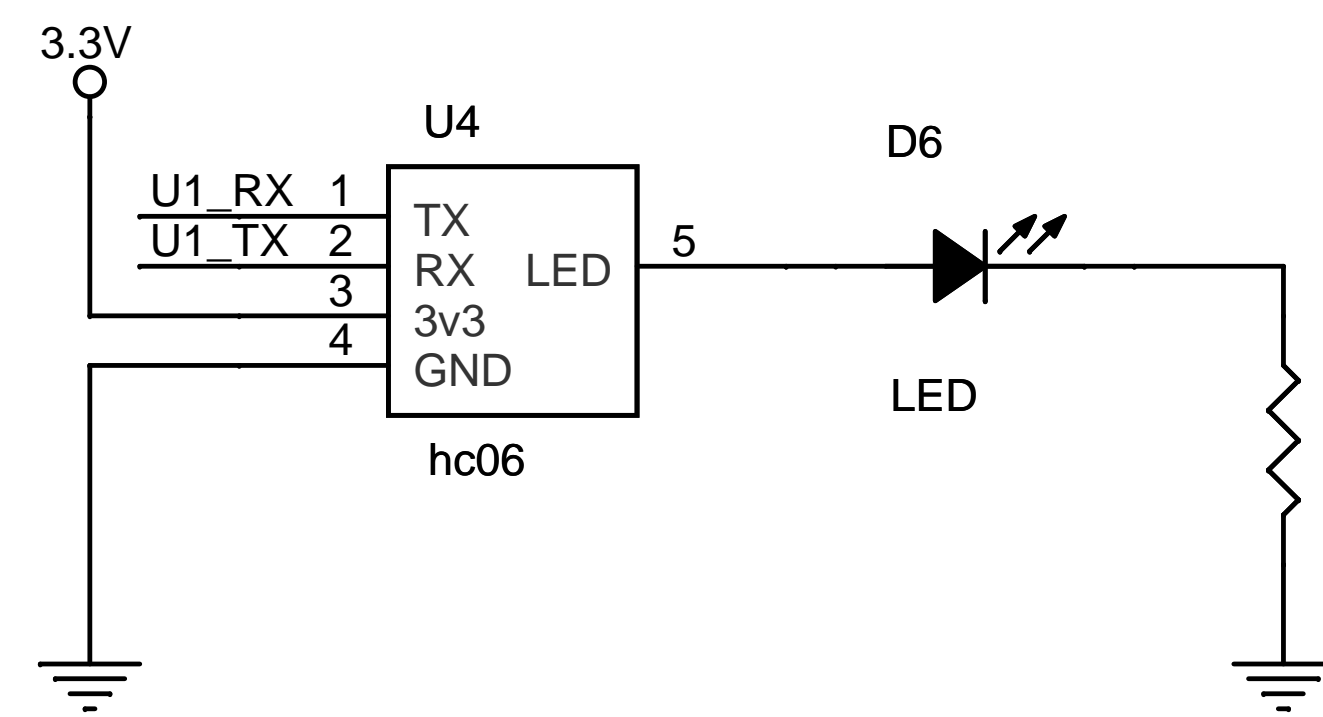 3.3V
U4
D6
U1_RX 1
TX
U1_TX 2
RX LED 5
3
3v3
4
GND
LED
hc06